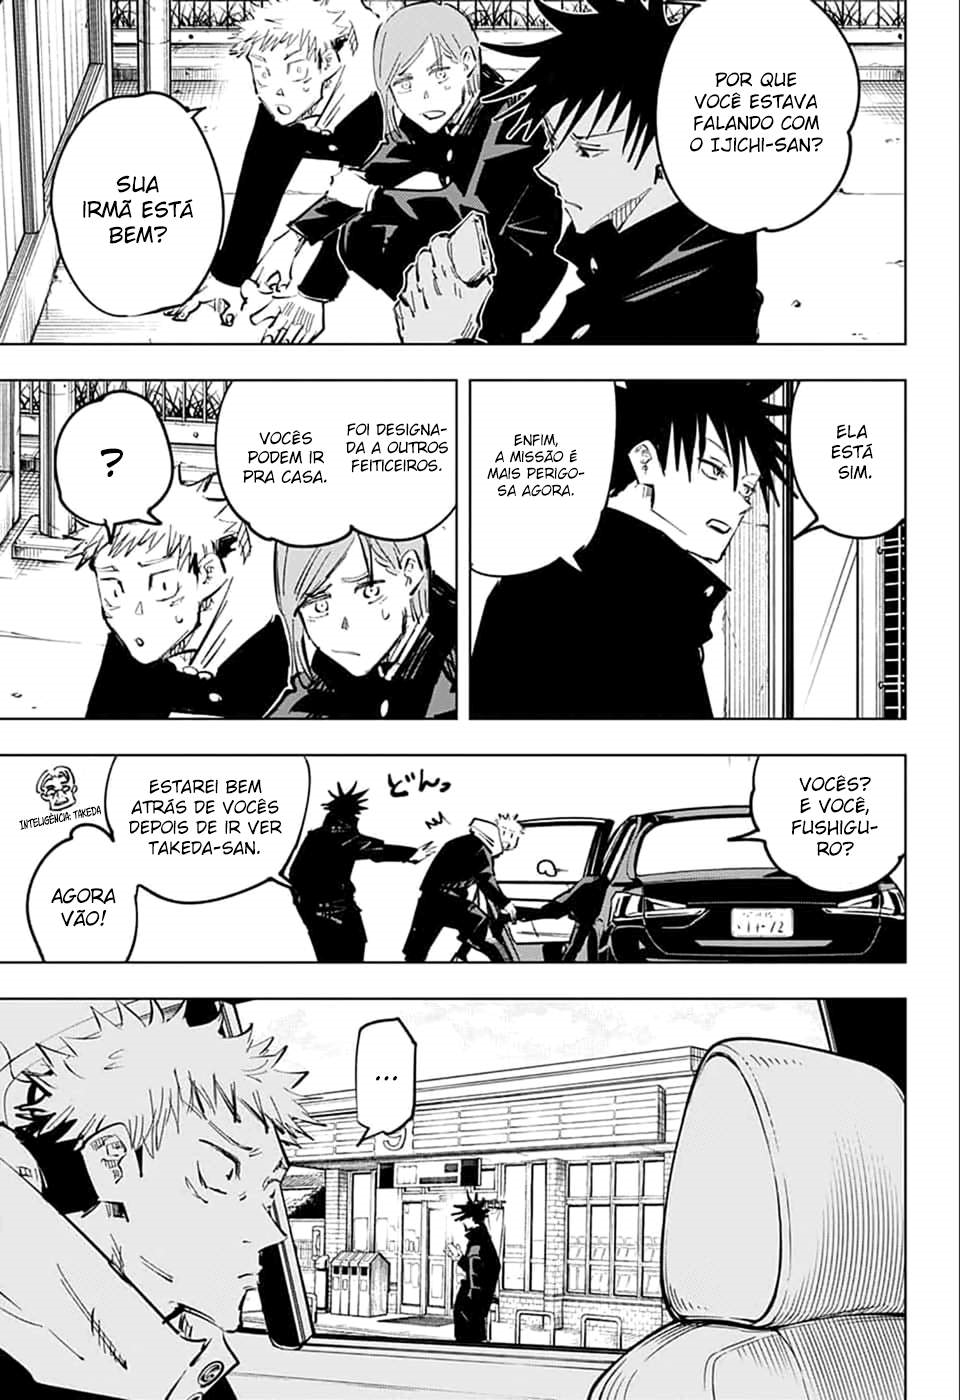 POR QUE
VOCÊ ESTAVA
FALANDO COM
O IJICHI-SAN?
SUA
IRMÃ ESTÁ
BEM?
ELA
ESTÁ
SIM.
ENFIM,
A MISSÃO É
MAIS PERIGO-
SA AGORA.
FOI DESIGNA-
DA A OUTROS
FEITICEIROS.
VOCÊS
PODEM IR
PRA CASA.
?
VOCÊS?
E VOCÊ,
FUSHIGU-
RO?
どんっ
ESTAREI BEM
ATRÁS DE VOCÊS
DEPOIS DE IR VER
TAKEDA-SAN.
INTELIGÊNCIA: TAKEDA
AGORA
VÃO!
...